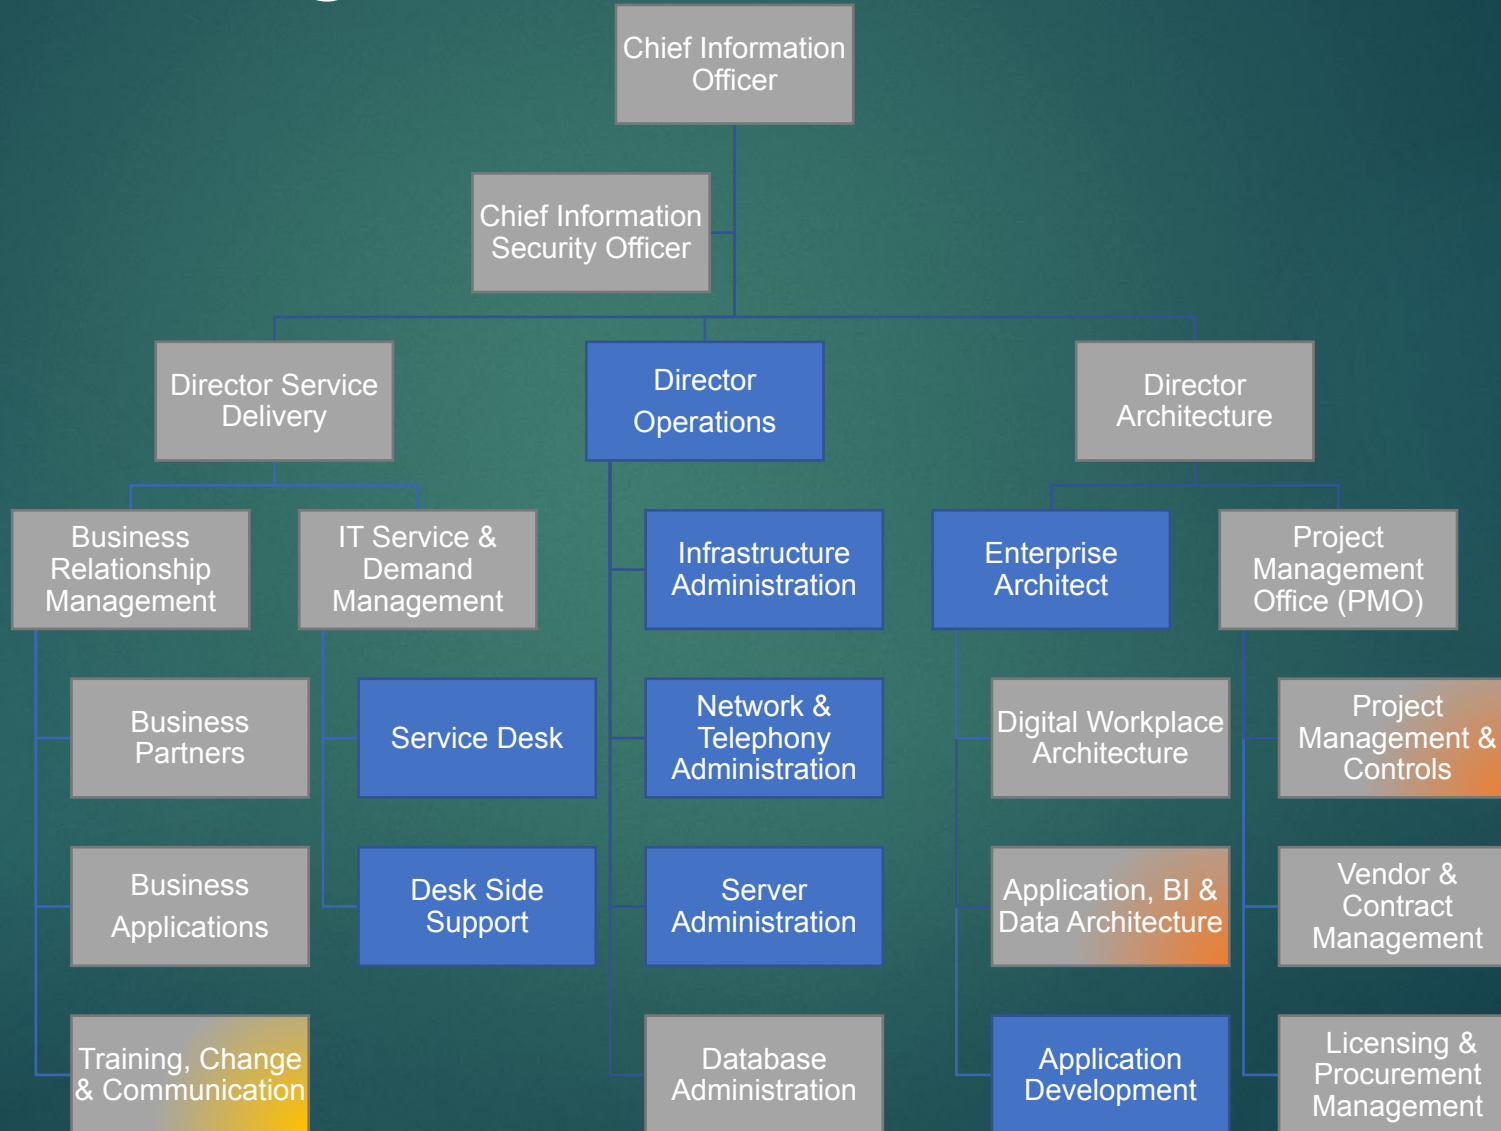 Chief Information
Officer
Chief Information
Security Officer
Director Service
Delivery
Director
Operations
Director
Architecture
Business
Relationship
Management
IT Service &
Demand
Management
Infrastructure
Administration
Enterprise
Architect
Project
Management
Office (PMO)
Business
Partners
Service Desk
Network &
Telephony
Administration
Digital Workplace
Architecture
Project
Management &
Controls
Business
Applications
Desk Side
Support
Server
Administration
Application, BI &
Data Architecture
Vendor &
Contract
Management
Training, Change
& Communication
Database
Administration
Application
Development
Licensing &
Procurement
Management